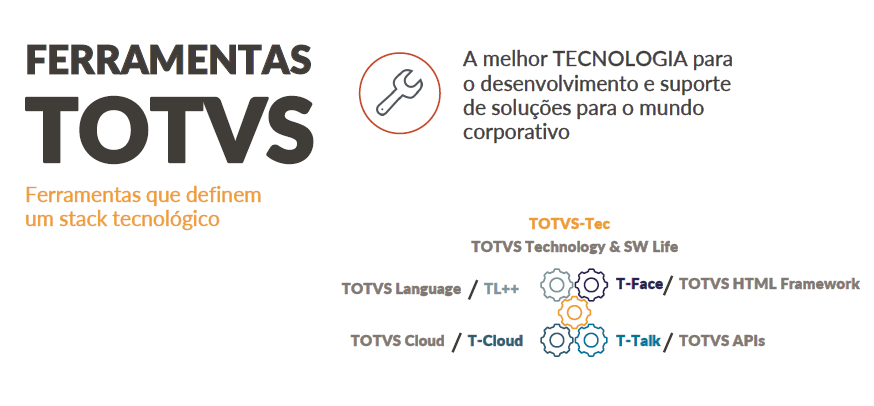 FERRAMENTAS
TOTVS
Ferramentas que definem
um stack tecnológico
A melhor TECNOLOGIA para
o desenvolvimento e suporte
de soluções para o mundo
corporativo
TOTVS-Tec
TOTVS Technology & SW Life
TOTVS Language / TL++
T-Face / TOTVS HTML Framework
TOTVS Cloud / T-Cloud
T-Talk / TOTVS APIs